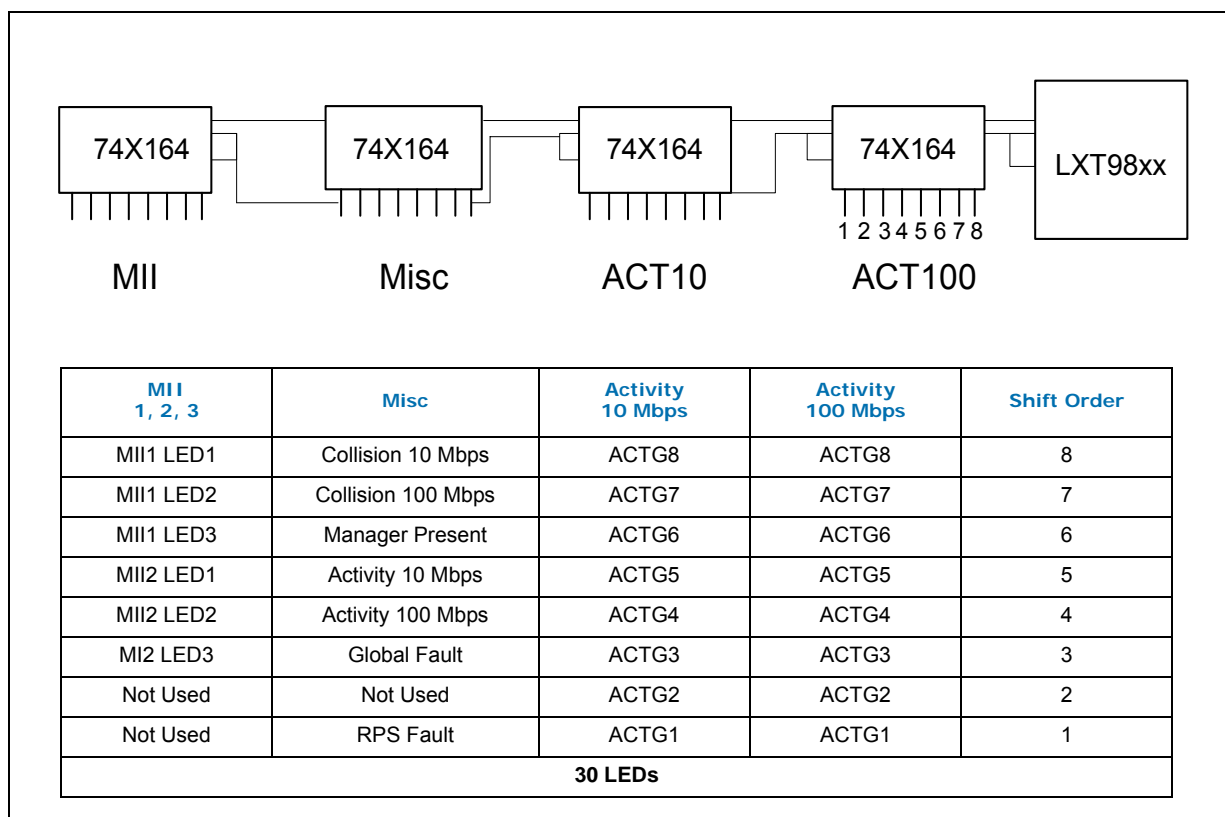 74X164 74X164 74X164 74X164 LXT98xx
1 2 3 4 5 6 7 8
MII Misc ACT10 ACT100
MII
1, 2, 3 Misc Activity
10 Mbps Activity
100 Mbps Shift Order
MII1 LED1 Collision 10 Mbps ACTG8 ACTG8 8
MII1 LED2 Collision 100 Mbps ACTG7 ACTG7 7
MII1 LED3 Manager Present ACTG6 ACTG6 6
MII2 LED1 Activity 10 Mbps ACTG5 ACTG5 5
MII2 LED2 Activity 100 Mbps ACTG4 ACTG4 4
MI2 LED3 Global Fault ACTG3 ACTG3 3
Not Used Not Used ACTG2 ACTG2 2
Not Used RPS Fault ACTG1 ACTG1 1
30 LEDs